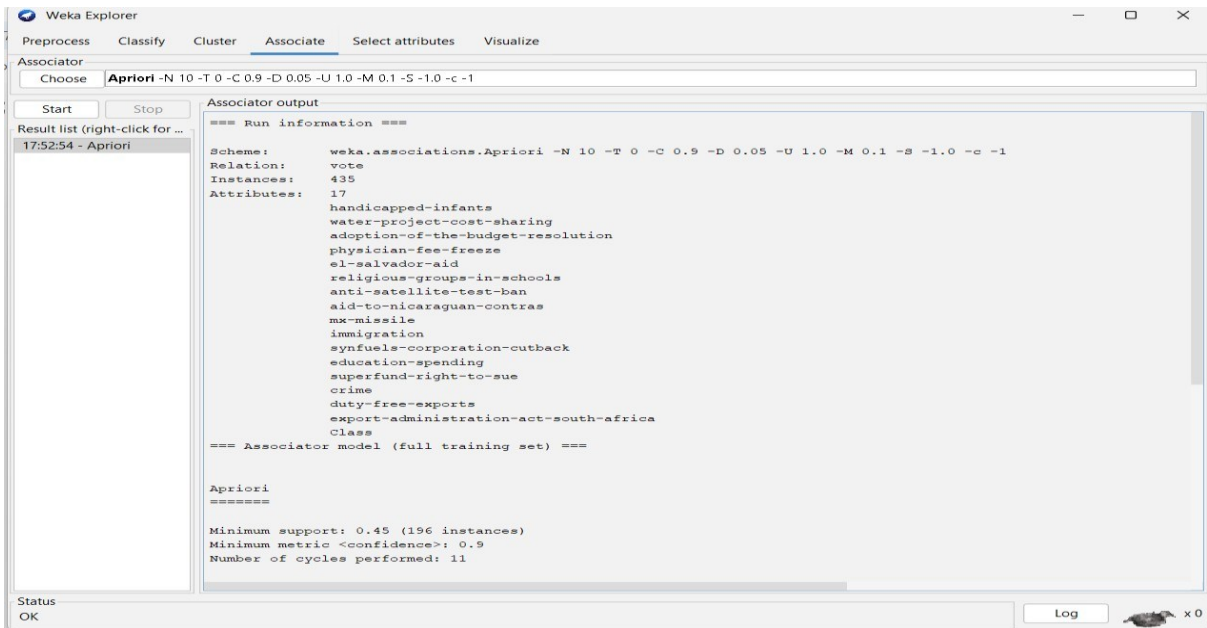 Weka Explorer
Preprocess Classify Cluster Associate Select attributes Visualize
Associator
Choose Apriori -N 10 -T 0 -C 0.9 -D 0.05 -U 1.0 -M 0.1 -S -1.0 -c -1
Start Stop
Result list (right-click for ...
17:52:54 - Apriori
Associator output
=== Run information ===
Scheme: weka.associations.Apriori -N 10 -T 0 -C 0.9 -D 0.05 -U 1.0 -M 0.1 -S -1.0 -c -1
Relation: vote
Instances: 435
Attributes: 17
handicapped-infants
water-project-cost-sharing
adoption-of-the-budget-resolution
physician-fee-freeze
el-salvador-aid
religious-groups-in-schools
anti-satellite-test-ban
aid-to-nicaraguan-contras
mx-missile
immigration
synfuels-corporation-cutback
education-spending
superfund-right-to-sue
crime
duty-free-exports
export-administration-act-south-africa
Class
=== Associator model (full training set) ===
Apriori
=======
Minimum support: 0.45 (196 instances)
Minimum metric <confidence>: 0.9
Number of cycles performed: 11
Status
OK
Log x 0